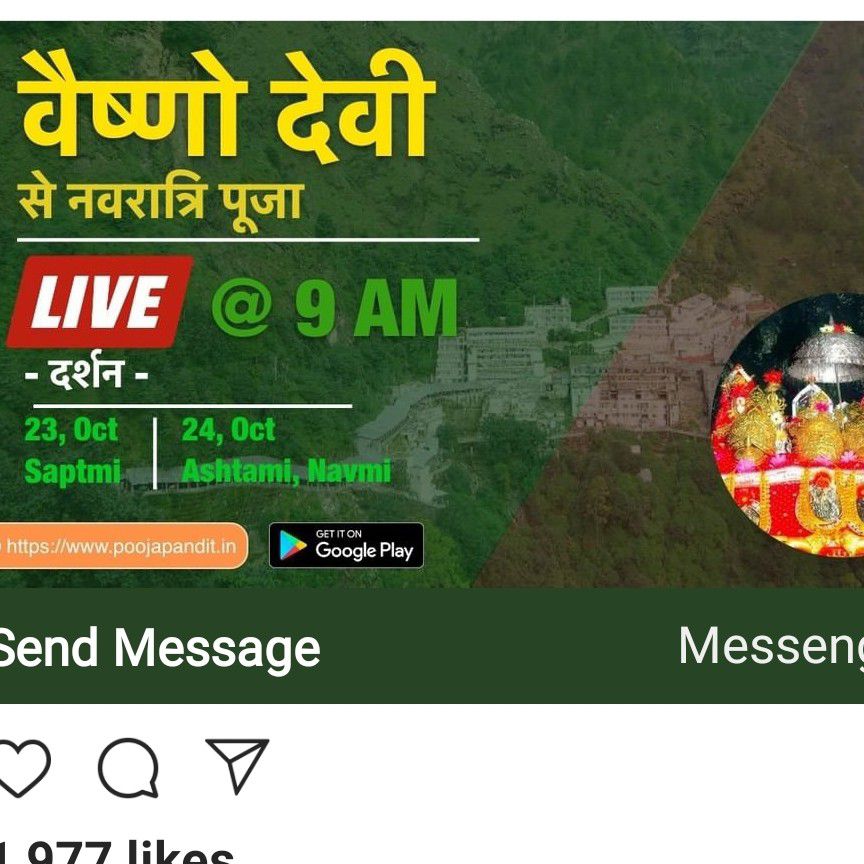 वैष्णो देवी
से नवरात्रि पूजा
LIVE @ 9 AM
- दर्शन -
23, Oct
Saptmi
24, Oct
Ashtami, Navmi
https://www.poojapandit.in
GET IT ON
Google Play
Send Message
Messeng
1,977 likes